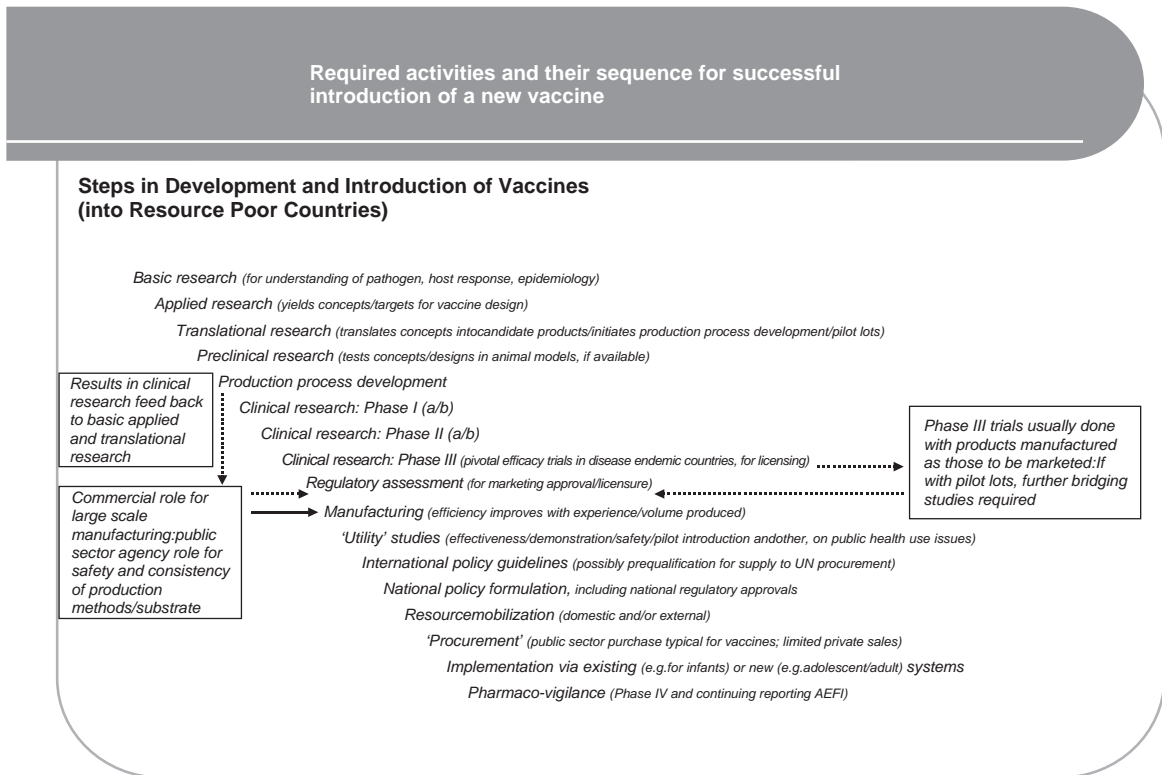 Required activities and their sequence for successful
introduction of a new vaccine
Steps in Development and Introduction of Vaccines
(into Resource Poor Countries)
Basic research (for understanding of pathogen, host response, epidemiology)
Applied research (yields concepts/targets for vaccine design)
Translational research (translates concepts intocandidate products/initiates production process development/pilot lots)
Preclinical research (tests concepts/designs in animal models, if available)
Results in clinical
research feed back
to basic applied
and translational
research
Production process development
Clinical research: Phase I (a/b)
Clinical research: Phase II (a/b)
Clinical research: Phase III (pivotal efficacy trials in disease endemic countries, for licensing)
Phase III trials usually done
with products manufactured
as those to be marketed:If
with pilot lots, further bridging
studies required
Regulatory assessment (for marketing approval/licensure)
Commercial role for
large scale
manufacturing:public
sector agency role for
safety and consistency
of production
methods/substrate
Manufacturing (efficiency improves with experience/volume produced)
‘Utility’ studies (effectiveness/demonstration/safety/pilot introduction andother, on public health use issues)
International policy guidelines (possibly prequalification for supply to UN procurement)
National policy formulation, including national regulatory approvals
Resourcemobilization (domestic and/or external)
‘Procurement’ (public sector purchase typical for vaccines; limited private sales)
Implementation via existing (e.g.for infants) or new (e.g.adolescent/adult) systems
Pharmaco-vigilance (Phase IV and continuing reporting AEFI)